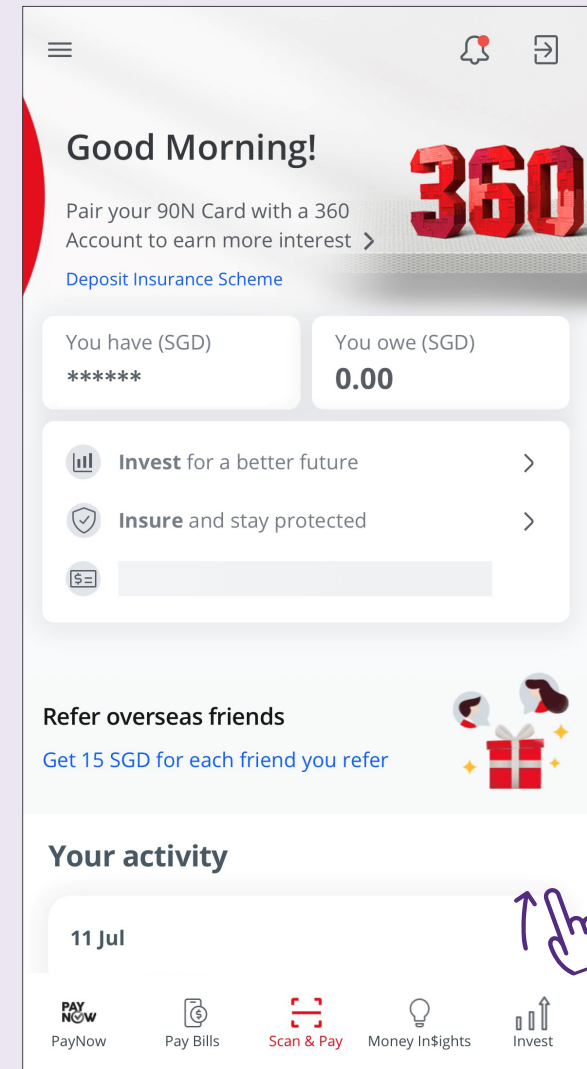 Good Morning!
360
Pair your 90N Card with a 360
Account to earn more interest
Deposit Insurance Scheme
You have (SGD)
******
You owe (SGD)
0.00
Invest for a better future
Insure and stay protected
Refer overseas friends
Get 15 SGD for each friend you refer
Your activity
11 Jul
PAY
NOW
PayNow
Pay Bills
Scan & Pay
Money In$ights
Invest